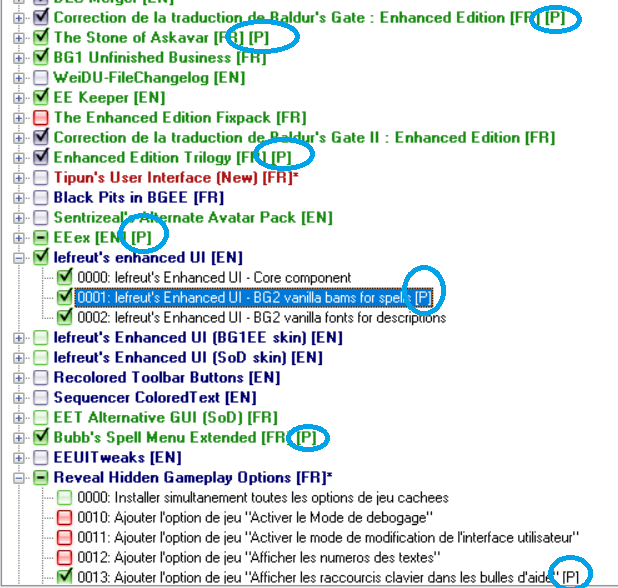 Correction de la traduction de Baldur's Gate : Enhanced Edition [FR] [P]
The Stone of Askavar [FR] [P]
BG1 Unfinished Business [FR]
WeiDU-FileChangelog [EN]
EE Keeper [EN]
The Enhanced Edition Fixpack [FR]
Correction de la traduction de Baldur's Gate II : Enhanced Edition [FR]
Enhanced Edition Trilogy [FR] [P]
Tipun's User Interface (New) [FR]*
Black Pits in BGEE [FR]
Sentrizeal's Alternate Avatar Pack [EN]
EEex [EN] [P]
lefreut's enhanced UI [EN]
0000: lefreut's Enhanced UI - Core component
0001: lefreut's Enhanced UI - BG2 vanilla bams for spells [P]
0002: lefreut's Enhanced UI - BG2 vanilla fonts for descriptions
lefreut's Enhanced UI (BG1EE skin) [EN]
lefreut's Enhanced UI (SoD skin) [EN]
Recolored Toolbar Buttons [EN]
Sequencer ColoredText [EN]
EET Alternative GUI (SoD) [FR]
Bubb's Spell Menu Extended [FR] [P]
EEUITweaks [EN]
Reveal Hidden Gameplay Options [FR]*
0000: Installer simultanement toutes les options de jeu cachees
0010: Ajouter l'option de jeu "Activer le Mode de debogage"
0011: Ajouter l'option de jeu "Activer le mode de modification de l'interface utilisateur"
0012: Ajouter l'option de jeu "Afficher les numeros des textes"
0013: Ajouter l'option de jeu "Afficher les raccourcis clavier dans les bulles d'aide" [P]